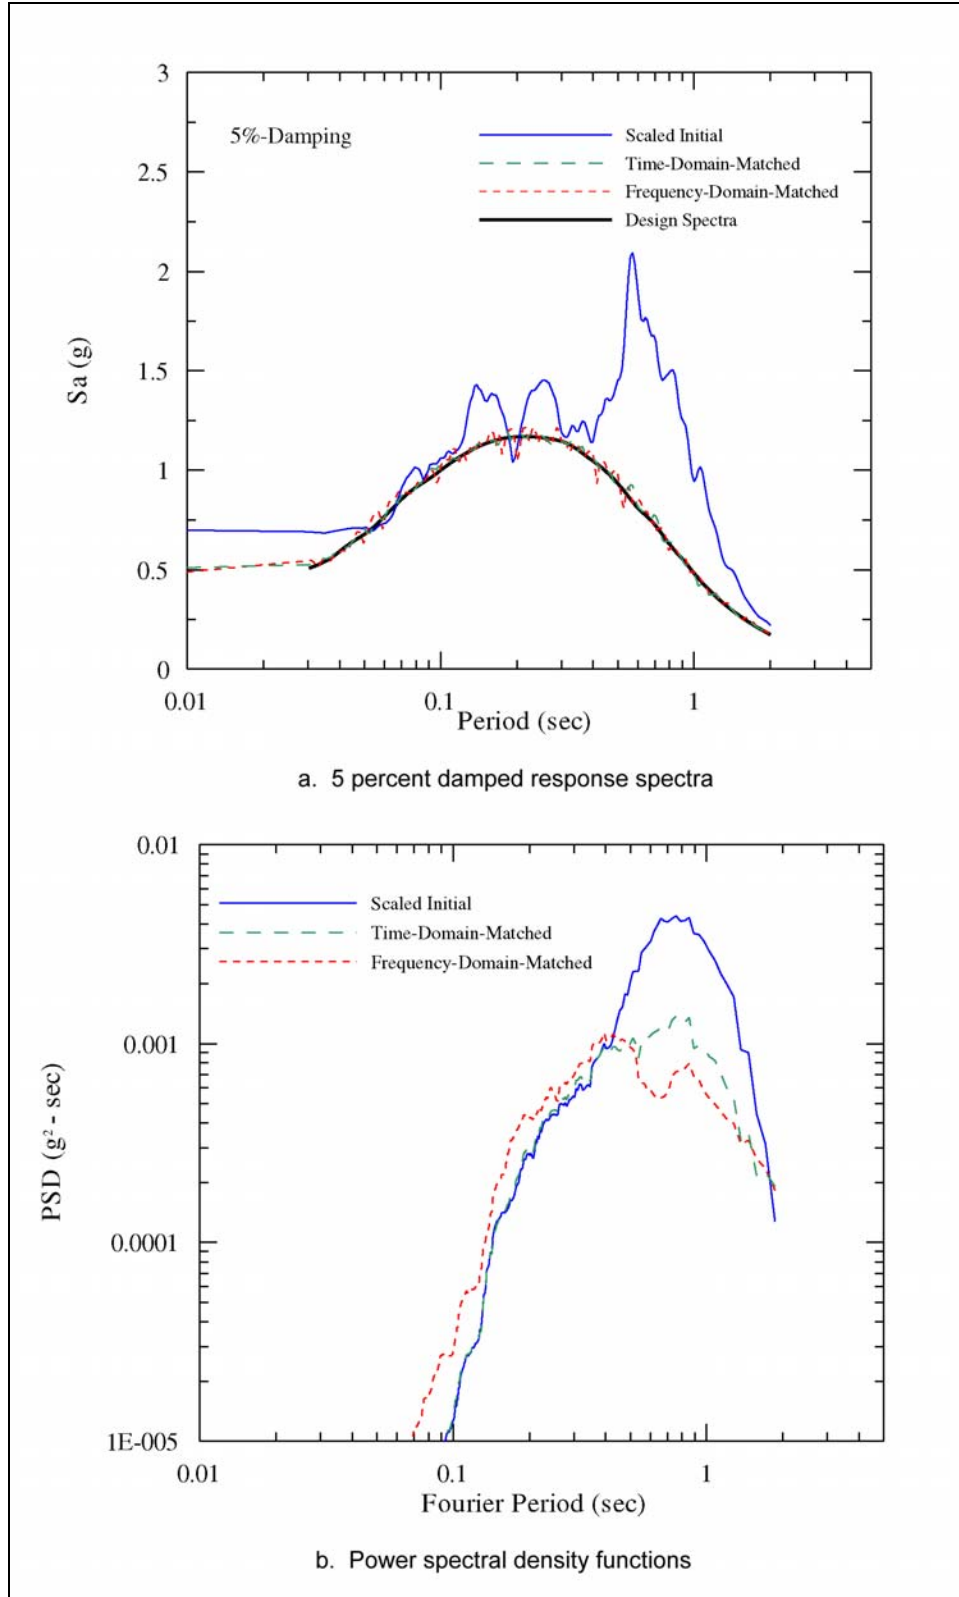 3
5%-Damping
Scaled Initial
Time-Domain-Matched
2.5
Frequency-Domain-Matched
Design Spectra
2
Sa (g)
1.5
1
0.5
0
0.01
0.1
1
Period (sec)
a. 5 percent damped response spectra
0.01
Scaled Initial
Time-Domain-Matched
Frequency-Domain-Matched
0.001
PSD (g² - sec)
0.0001
1E-005
0.01
0.1
1
Fourier Period (sec)
b. Power spectral density functions